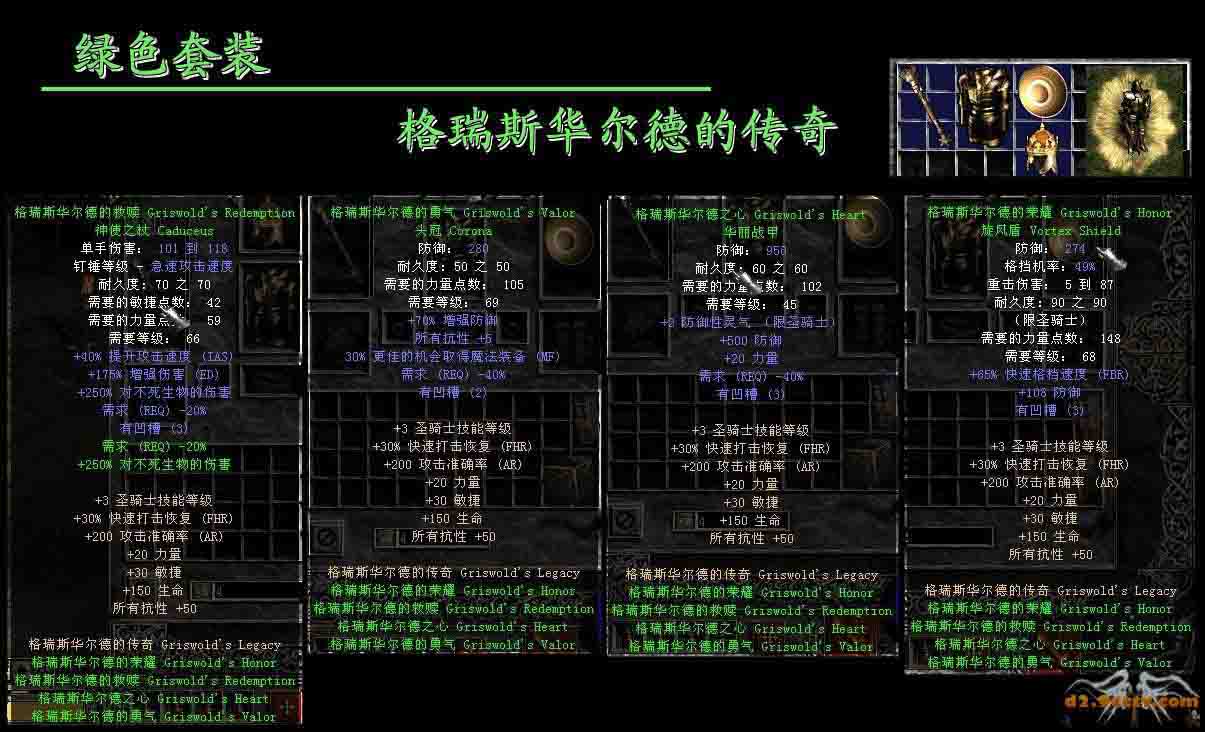 绿色套装
格瑞斯华尔德的传奇
格瑞斯华尔德的救赎 Griswold's Redemption
神使之杖 Caduceus
单手伤害： 101 到 118
钉锤等级 - 急速攻击速度
耐久度：70 之 70
需要的敏捷点数： 42
需要的力量点 59
需要等级： 66
+40% 提升攻击速度 (IAS)
+175% 增强伤害 (ED)
+250% 对不死生物的伤害
需求 (REQ) -20%
有凹槽 (3)
需求 (REQ) -20%
+250% 对不死生物的伤害
+3 圣骑士技能等级
+30% 快速打击恢复 (FHR)
+200 攻击准确率 (AR)
+20 力量
+30 敏捷
+150 生命
所有抗性 +50
格瑞斯华尔德的传奇 Griswold's Legacy
格瑞斯华尔德的荣耀 Griswold's Honor
格瑞斯华尔德的救赎 Griswold's Redemption
格瑞斯华尔德之心 Griswold's Heart
格瑞斯华尔德的勇气 Griswold's Valor
格瑞斯华尔德的勇气 Griswold's Valor
头冠 Corona
防御： 280
耐久度：50 之 50
需要的力量点数： 105
需要等级： 69
+70% 增强防御
所有抗性 +5
30% 更佳的机会取得魔法装备 (MF)
需求 (REQ) -40%
有凹槽 (2)
+3 圣骑士技能等级
+30% 快速打击恢复 (FHR)
+200 攻击准确率 (AR)
+20 力量
+30 敏捷
+150 生命
所有抗性 +50
格瑞斯华尔德的传奇 Griswold's Legacy
格瑞斯华尔德的荣耀 Griswold's Honor
格瑞斯华尔德的救赎 Griswold's Redemption
格瑞斯华尔德之心 Griswold's Heart
格瑞斯华尔德的勇气 Griswold's Valor
格瑞斯华尔德之心 Griswold's Heart
华丽战甲
防御： 950
耐久度：60 之 60
需要的力量点数： 102
需要等级： 45
+2 防御性灵气 (限圣骑士)
+500 防御
+20 力量
需求 (REQ) -40%
有凹槽 (3)
+3 圣骑士技能等级
+30% 快速打击恢复 (FHR)
+200 攻击准确率 (AR)
+20 力量
+30 敏捷
+150 生命
所有抗性 +50
格瑞斯华尔德的传奇 Griswold's Legacy
格瑞斯华尔德的荣耀 Griswold's Honor
格瑞斯华尔德的救赎 Griswold's Redemption
格瑞斯华尔德之心 Griswold's Heart
格瑞斯华尔德的勇气 Griswold's Valor
格瑞斯华尔德的荣耀 Griswold's Honor
旋风盾 Vortex Shield
防御： 274
格挡机率：49%
重击伤害： 5 到 87
耐久度：90 之 90
(限圣骑士)
需要的力量点数： 148
需要等级： 68
+65% 快速格档速度 (FBR)
+108 防御
有凹槽 (3)
+3 圣骑士技能等级
+30% 快速打击恢复 (FHR)
+200 攻击准确率 (AR)
+20 力量
+30 敏捷
+150 生命
所有抗性 +50
格瑞斯华尔德的传奇 Griswold's Legacy
格瑞斯华尔德的荣耀 Griswold's Honor
格瑞斯华尔德的救赎 Griswold's Redemption
格瑞斯华尔德之心 Griswold's Heart
格瑞斯华尔德的勇气 Griswold's Valor